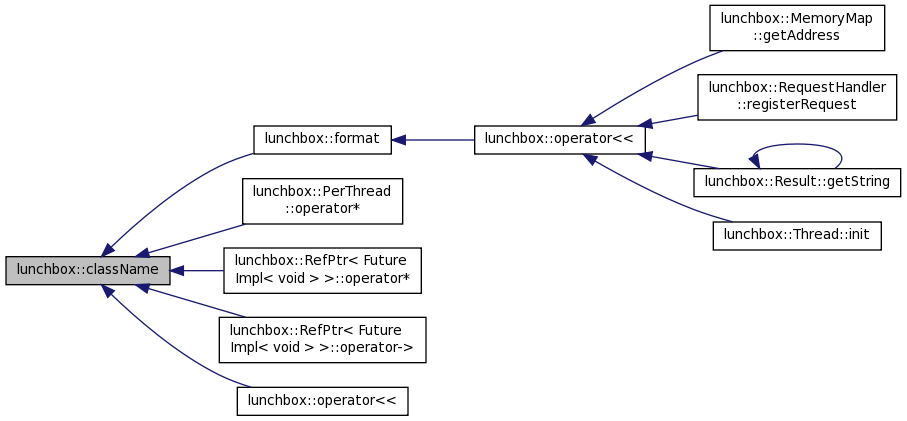 lunchbox::MemoryMap
::getAddress
lunchbox::RequestHandler
::registerRequest
lunchbox::format
lunchbox::operator<<
lunchbox::Result::getString
lunchbox::PerThread
::operator*
lunchbox::Thread::init
lunchbox::className
lunchbox::RefPtr< Future
Impl< void > >::operator*
lunchbox::RefPtr< Future
Impl< void > >::operator->
lunchbox::operator<<